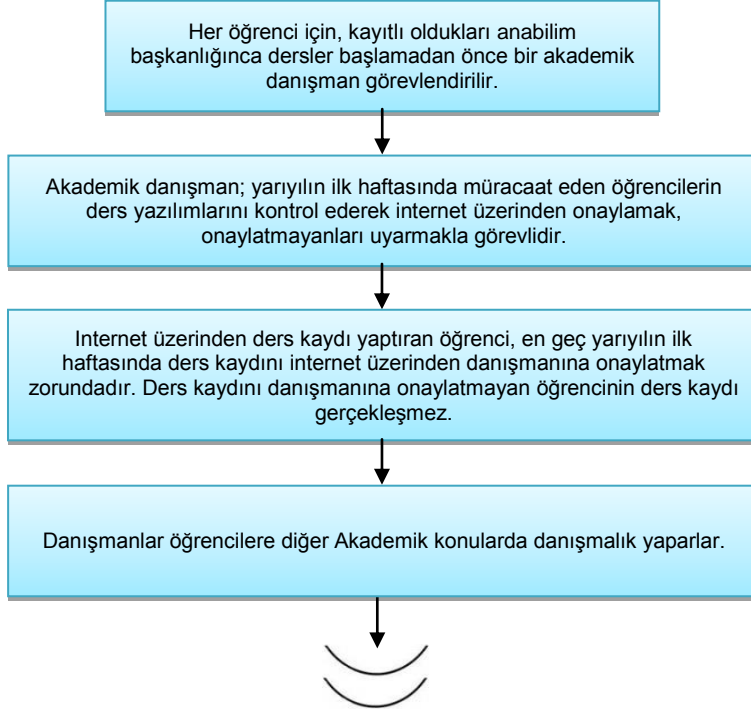 Her öğrenci için, kayıtlı oldukları anabilim
başkanlığınca dersler başlamadan önce bir akademik
danışman görevlendirilir.
Akademik danışman; yarıyılın ilk haftasında müracaat eden öğrencilerin
ders yazılımlarını kontrol ederek internet üzerinden onaylamak,
onaylatmayanları uyarmakla görevlidir.
Internet üzerinden ders kaydı yaptıran öğrenci, en geç yarıyılın ilk
haftasında ders kaydını internet üzerinden danışmanına onaylatmak
zorundadır. Ders kaydını danışmanına onaylatmayan öğrencinin ders kaydı
gerçekleşmez.
Danışmanlar öğrencilere diğer Akademik konularda danışmalık yaparlar.